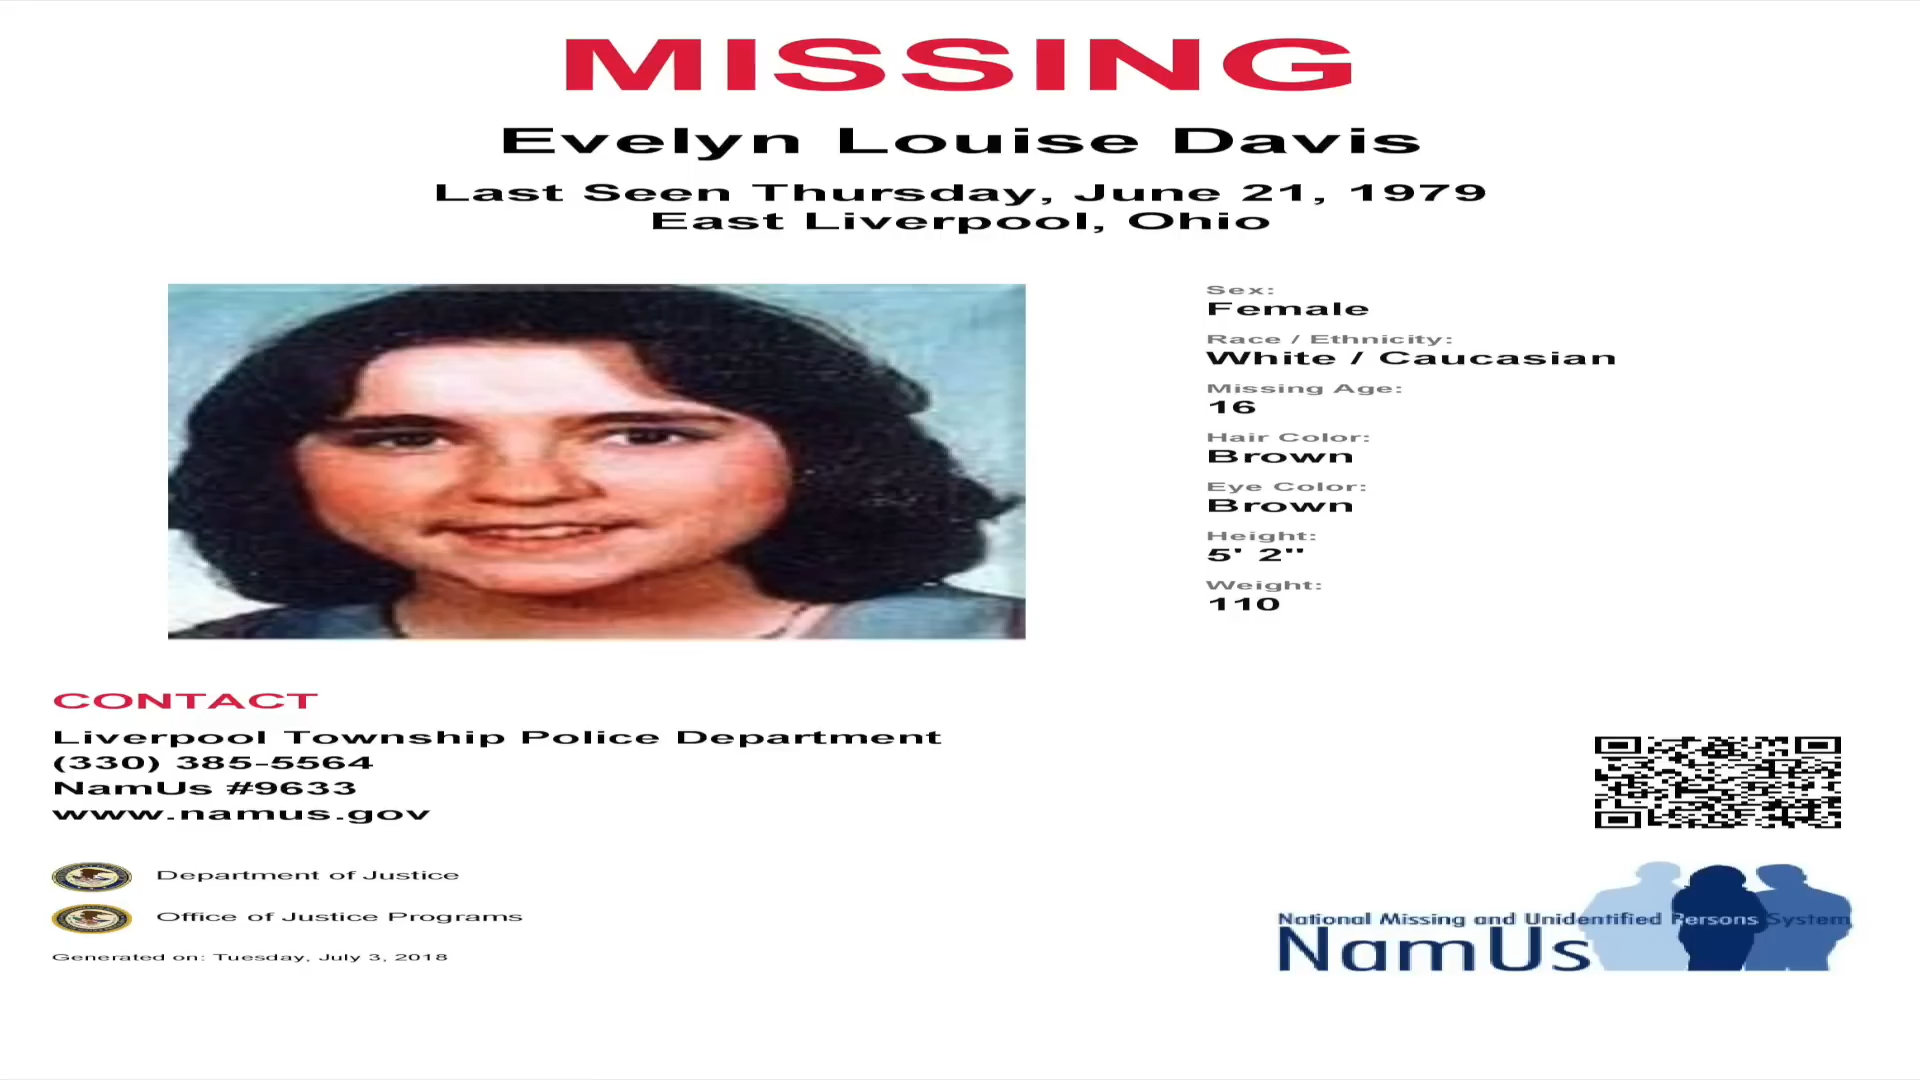 MISSING
Evelyn Louise Davis
Last Seen Thursday, June 21, 1979
East Liverpool, Ohio
Sex:
Female
Race / Ethnicity:
White / Caucasian
Missing Age:
16
Hair Color:
Brown
Eye Color:
Brown
Height:
5' 2"
Weight:
110
CONTACT
Liverpool Township Police Department
(330) 385-5564
NamUs #9633
www.namus.gov
Department of Justice
Office of Justice Programs
Generated on: Tuesday, July 3, 2018
National Missing and Unidentified Persons System
NamUs